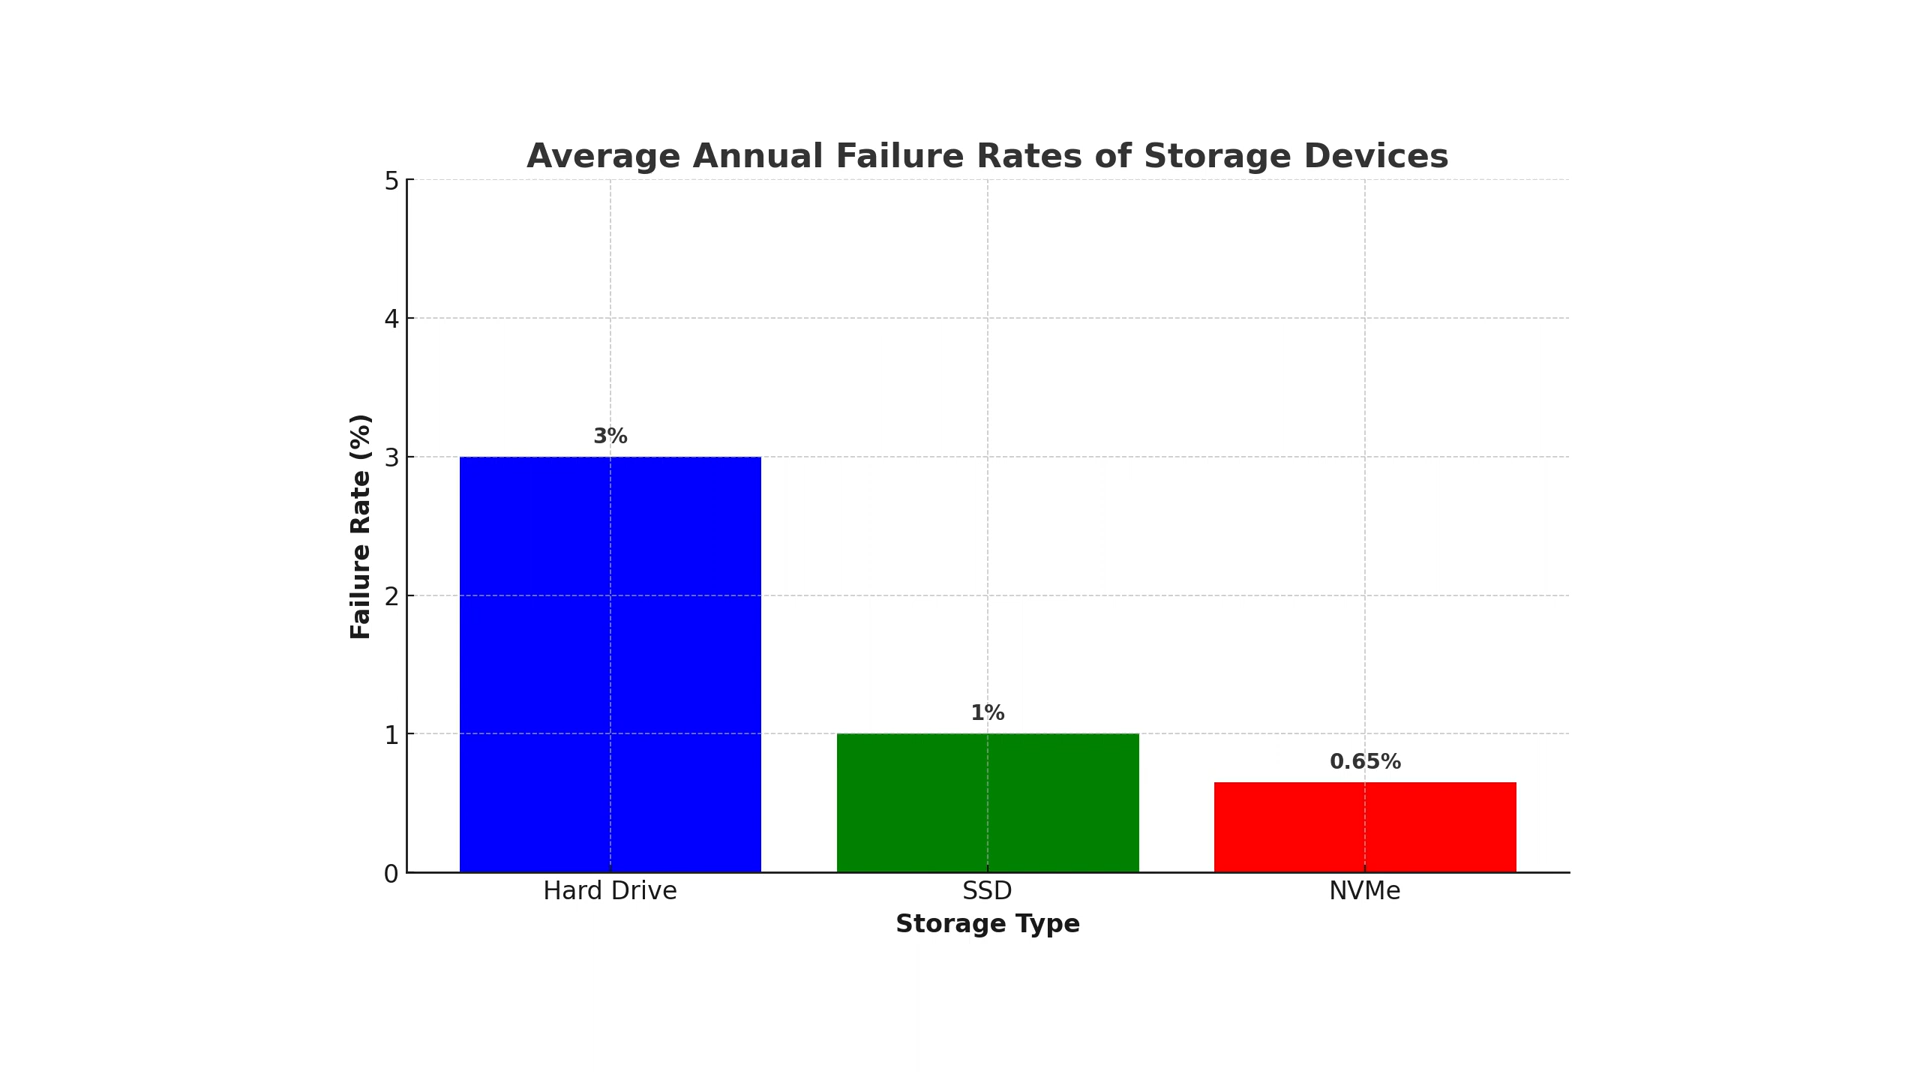 Average Annual Failure Rates of Storage Devices
5
4
3
2
1
0
Failure Rate (%)
3%
1%
0.65%
Hard Drive
SSD
NVMe
Storage Type